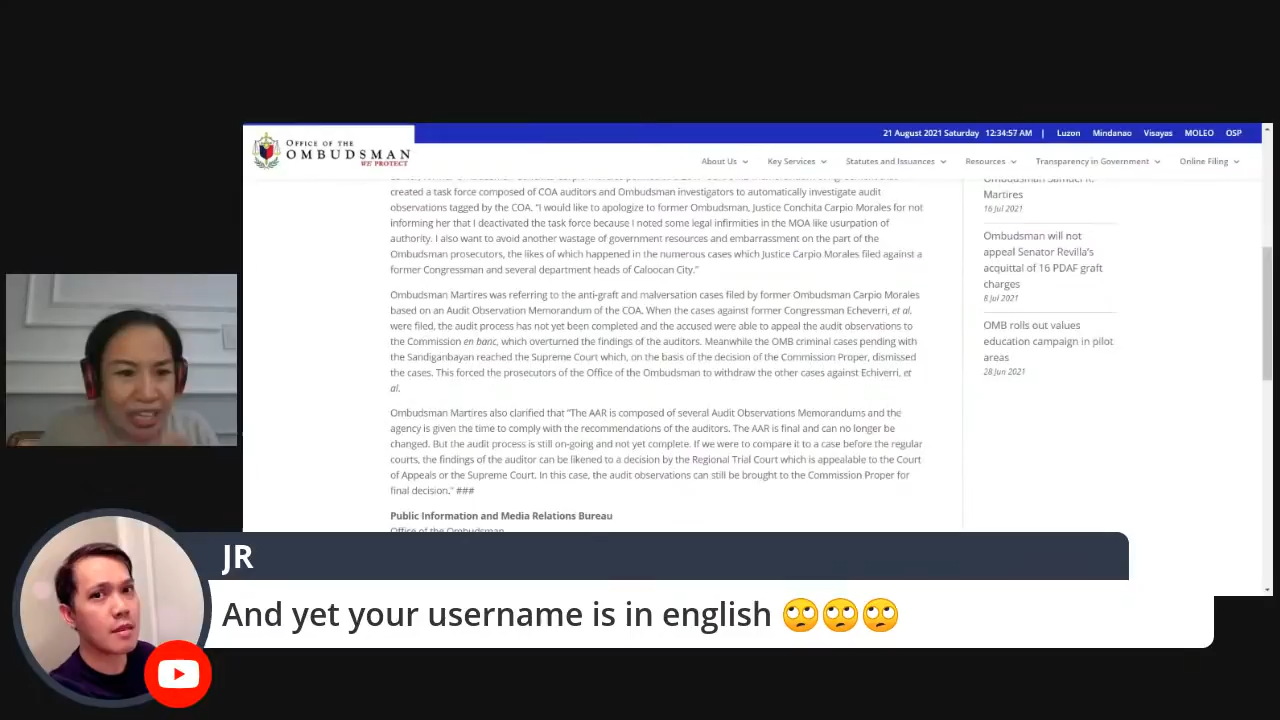 21 August 2021 Saturday 12:34:57 AM | Luzon Mindanao Visayas MOLEO OSP
OFFICE OF THE
OMBUDSMAN
WE PROTECT
About Us Key Services Statutes and Issuances Resources Transparency in Government Online Filing
created a task force composed of COA auditors and Ombudsman investigators to automatically investigate audit
observations tagged by the COA. “I would like to apologize to former Ombudsman, Justice Conchita Carpio Morales for not
informing her that I deactivated the task force because I noted some legal infirmities in the MOA like usurpation of
authority. I also want to avoid another wastage of government resources and embarrassment on the part of the
Ombudsman prosecutors, the likes of which happened in the numerous cases which Justice Carpio Morales filed against a
former Congressman and several department heads of Caloocan City.”
Ombudsman Martires was referring to the anti-graft and malversation cases filed by former Ombudsman Carpio Morales
based on an Audit Observation Memorandum of the COA. When the cases against former Congressman Echeverri, et al.
were filed, the audit process has not yet been completed and the accused were able to appeal the audit observations to
the Commission en banc, which overturned the findings of the auditors. Meanwhile the OMB criminal cases pending with
the Sandiganbayan reached the Supreme Court which, on the basis of the decision of the Commission Proper, dismissed
the cases. This forced the prosecutors of the Office of the Ombudsman to withdraw the other cases against Echiverri, et
al.
Ombudsman Martires also clarified that “The AAR is composed of several Audit Observations Memorandums and the
agency is given the time to comply with the recommendations of the auditors. The AAR is final and can no longer be
changed. But the audit process is still on-going and not yet complete. If we were to compare it to a case before the regular
courts, the findings of the auditor can be likened to a decision by the Regional Trial Court which is appealable to the Court
of Appeals or the Supreme Court. In this case, the audit observations can still be brought to the Commission Proper for
final decision.” ###
Public Information and Media Relations Bureau
Office of the Ombudsman
Ombudsman Samuel R.
Martires
16 Jul 2021
Ombudsman will not
appeal Senator Revilla’s
acquittal of 16 PDAF graft
charges
8 Jul 2021
OMB rolls out values
education campaign in pilot
areas
28 Jun 2021
JR
And yet your username is in english 🙄🙄🙄